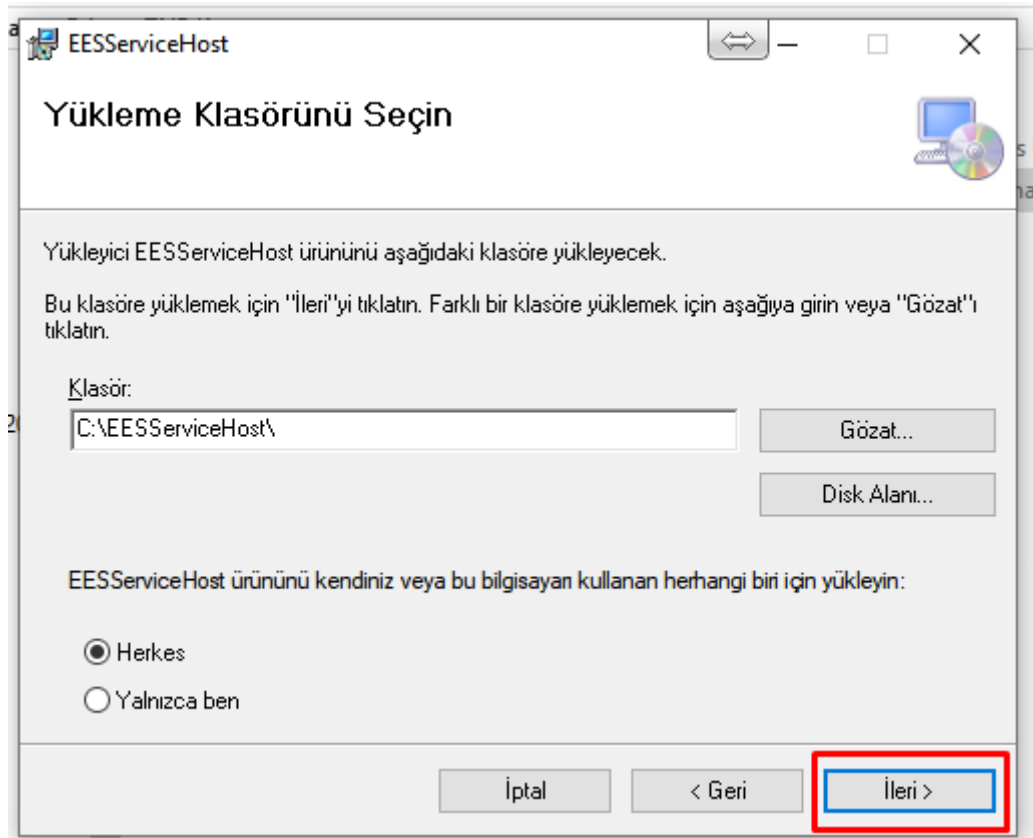 EESServiceHost
Yükleme Klasörünü Seçin
Yükleyici EESServiceHost ürününü aşağıdaki klasöre yükleyecek.
Bu klasöre yüklemek için "İleri"yi tıklatın. Farklı bir klasöre yüklemek için aşağıya girin veya "Gözat"ı
tıklatın.
Klasör:
C:\EESServiceHost\
Gözat...
Disk Alanı...
EESServiceHost ürününü kendiniz veya bu bilgisayarı kullanan herhangi biri için yükleyin:
Herkes
Yalnızca ben
İptal
< Geri
İleri >